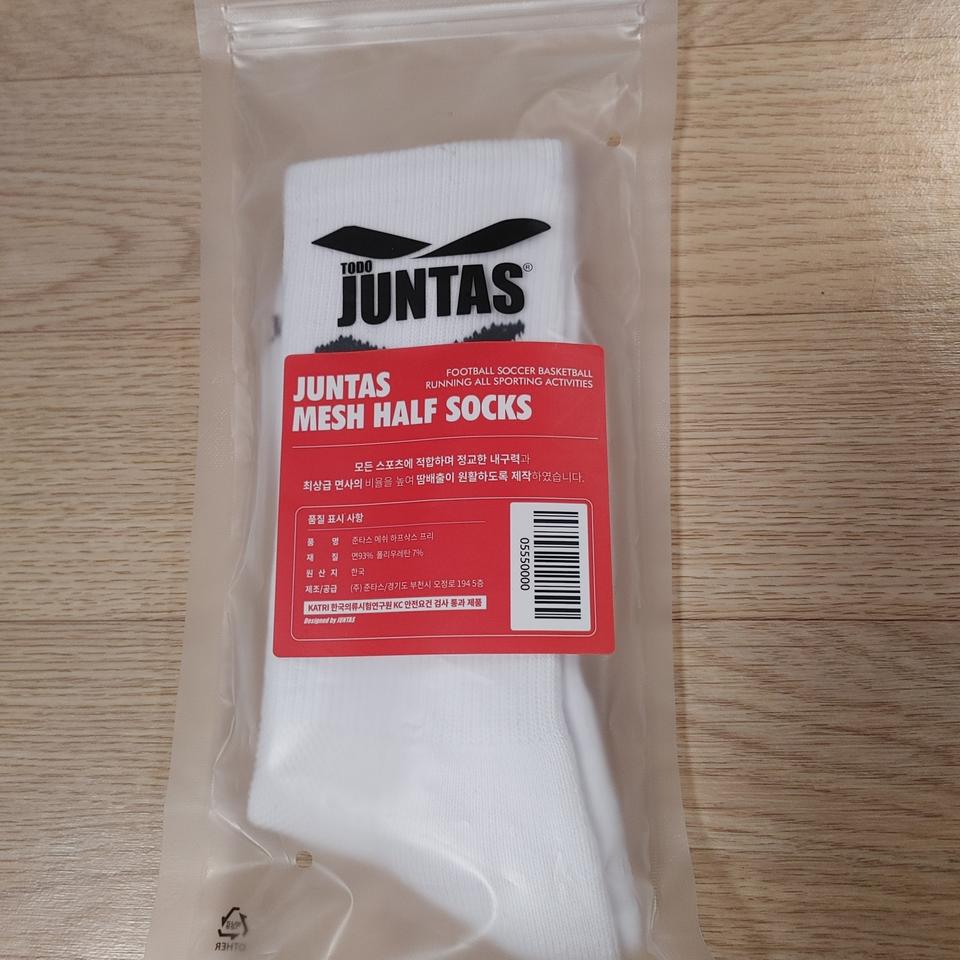 TODO
JUNTAS®
JUNTAS
MESH HALF SOCKS
FOOTBALL SOCCER BASKETBALL
RUNNING ALL SPORTING ACTIVITIES
모든 스포츠에 적합하며 정교한 내구력과
최상급 면사의 비율을 높여 땀배출이 원활하도록 제작하였습니다.
품질 표시 사항
품 명 준타스 메쉬 하프삭스 프리
재 질 면93% 폴리우레탄 7%
원 산 지 한국
제조/공급 (주) 준타스/경기도 부천시 오정로 194 5층
KATRI 한국의류시험연구원 KC 안전요건 검사 통과 제품
Designed by JUNTAS
05550000
OTHER